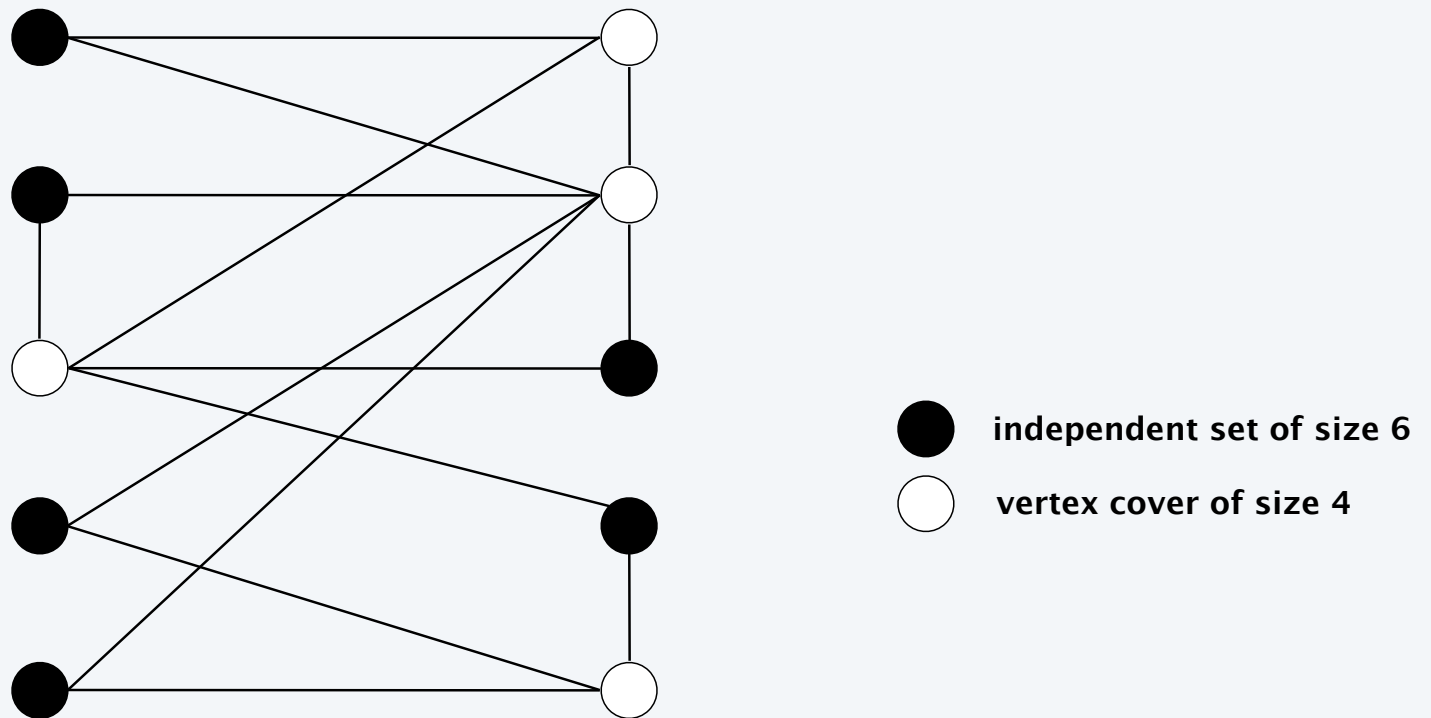 independent set of size 6
vertex cover of size 4